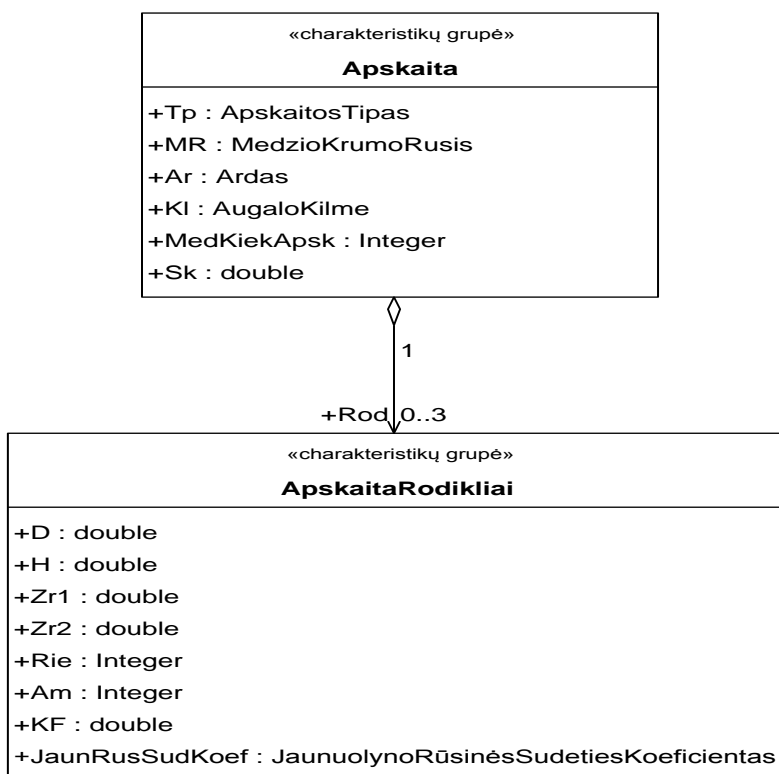 «charakteristikų grupė»
Apskaita
+Tp : ApskaitosTipas
+MR : MedzioKrumoRusis
+Ar : Ardas
+Kl : AugaloKilme
+MedKiekApsk : Integer
+Sk : double
1
+Rod 0..3
«charakteristikų grupė»
ApskaitaRodikliai
+D : double
+H : double
+Zr1 : double
+Zr2 : double
+Rie : Integer
+Am : Integer
+KF : double
+JaunRusSudKoef : JaunuolynoRūsinėsSudetiesKoeficientas